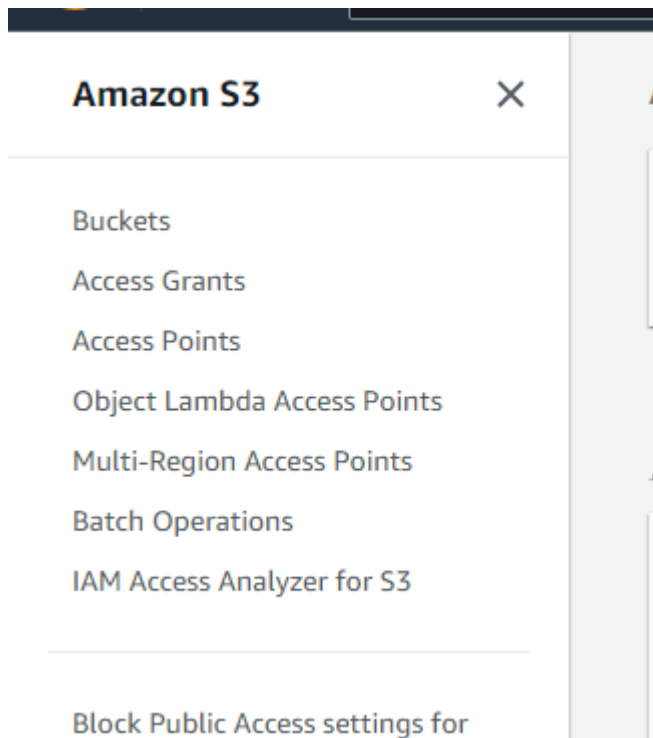 Amazon S3
Buckets
Access Grants
Access Points
Object Lambda Access Points
Multi-Region Access Points
Batch Operations
IAM Access Analyzer for S3
Block Public Access settings for